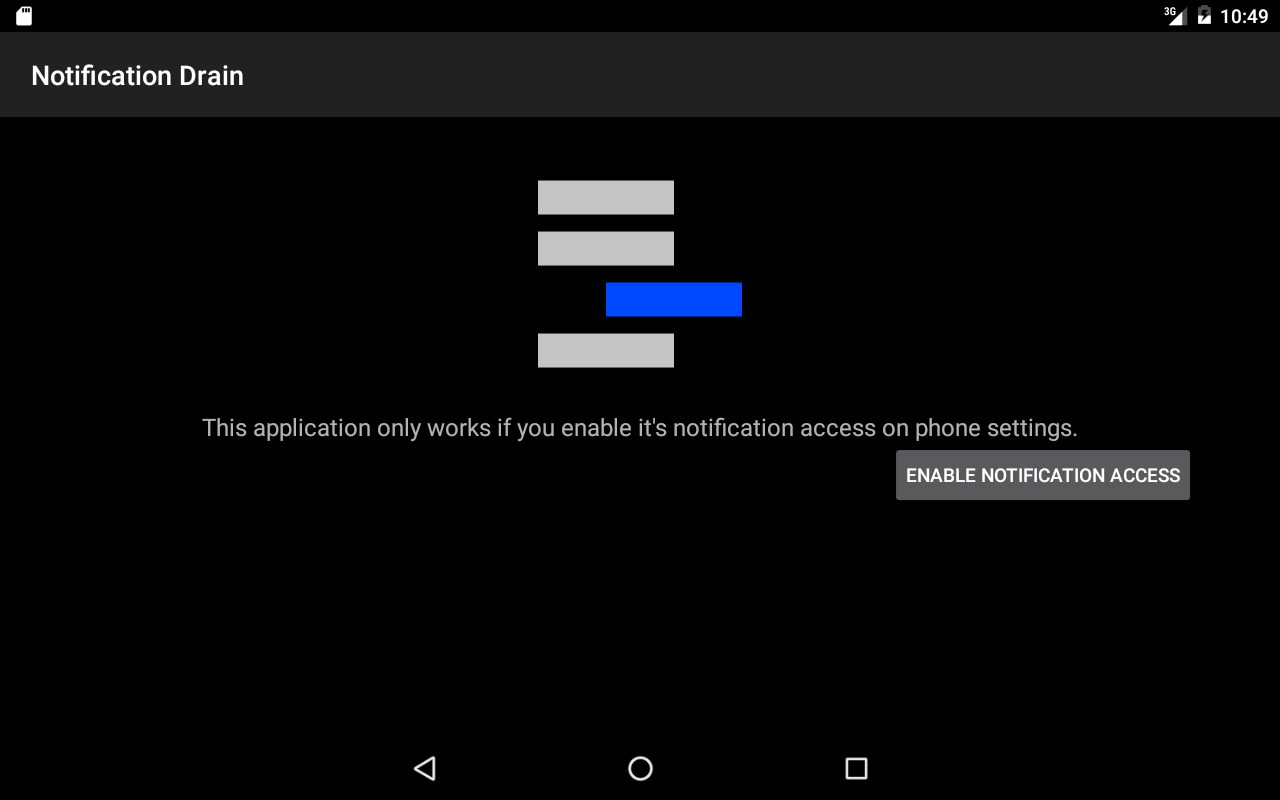 3G 10:49
Notification Drain
This application only works if you enable it's notification access on phone settings.
ENABLE NOTIFICATION ACCESS